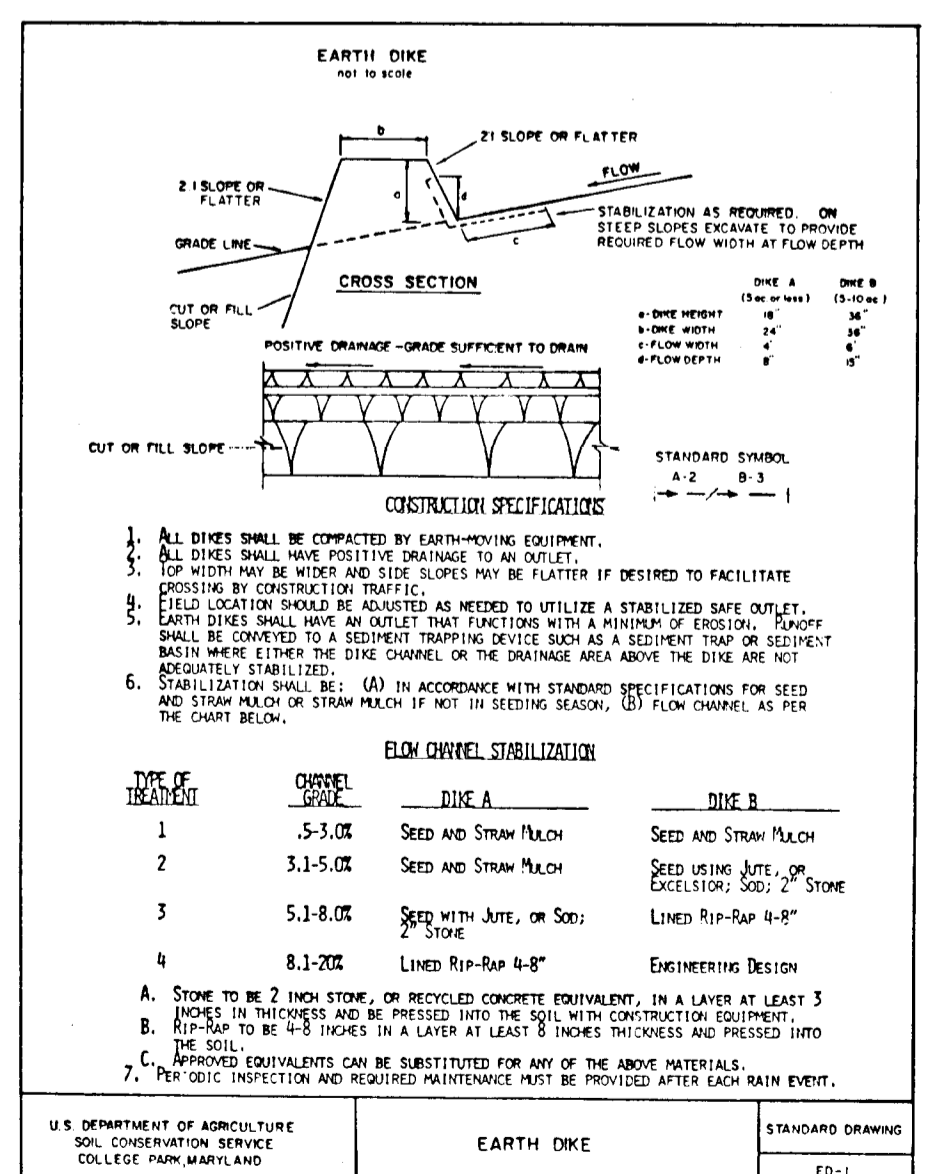 EARTH DIKE
not to scale
b
2:1 SLOPE OR FLATTER
FLOW
2:1 SLOPE OR
FLATTER
a
d
STABILIZATION AS REQUIRED. ON
STEEP SLOPES EXCAVATE TO PROVIDE
REQUIRED FLOW WIDTH AT FLOW DEPTH
c
GRADE LINE
CROSS SECTION
CUT OR FILL
SLOPE
DIKE A DIKE B
(5 ac or less) (5-10 ac)
a-DIKE HEIGHT 18" 36"
b-DIKE WIDTH 24" 36"
c-FLOW WIDTH 4' 6'
d-FLOW DEPTH 8" 15"
POSITIVE DRAINAGE-GRADE SUFFICIENT TO DRAIN
CUT OR FILL SLOPE
STANDARD SYMBOL
A-2 B-3
CONSTRUCTION SPECIFICATIONS
1. ALL DIKES SHALL BE COMPACTED BY EARTH-MOVING EQUIPMENT.
2. ALL DIKES SHALL HAVE POSITIVE DRAINAGE TO AN OUTLET.
3. TOP WIDTH MAY BE WIDER AND SIDE SLOPES MAY BE FLATTER IF DESIRED TO FACILITATE
CROSSING BY CONSTRUCTION TRAFFIC.
4. FIELD LOCATION SHOULD BE ADJUSTED AS NEEDED TO UTILIZE A STABILIZED SAFE OUTLET.
5. EARTH DIKES SHALL HAVE AN OUTLET THAT FUNCTIONS WITH A MINIMUM OF EROSION. RUNOFF
SHALL BE CONVEYED TO A SEDIMENT TRAPPING DEVICE SUCH AS A SEDIMENT TRAP OR SEDIMENT
BASIN WHERE EITHER THE DIKE CHANNEL OR THE DRAINAGE AREA ABOVE THE DIKE ARE NOT
ADEQUATELY STABILIZED.
6. STABILIZATION SHALL BE: (A) IN ACCORDANCE WITH STANDARD SPECIFICATIONS FOR SEED
AND STRAW MULCH OR STRAW MULCH IF NOT IN SEEDING SEASON, (B) FLOW CHANNEL AS PER
THE CHART BELOW.
FLOW CHANNEL STABILIZATION
TYPE OF CHANNEL
TREATMENT GRADE DIKE A DIKE B
1 .5-3.0% SEED AND STRAW MULCH SEED AND STRAW MULCH
2 3.1-5.0% SEED AND STRAW MULCH SEED USING JUTE, OR
EXCELSIOR; SOD; 2" STONE
3 5.1-8.0% SEED WITH JUTE, OR SOD; LINED RIP-RAP 4-8"
2" STONE
4 8.1-20% LINED RIP-RAP 4-8" ENGINEERING DESIGN
A. STONE TO BE 2 INCH STONE, OR RECYCLED CONCRETE EQUIVALENT, IN A LAYER AT LEAST 3
INCHES IN THICKNESS AND BE PRESSED INTO THE SOIL WITH CONSTRUCTION EQUIPMENT.
B. RIP-RAP TO BE 4-8 INCHES IN A LAYER AT LEAST 8 INCHES THICKNESS AND PRESSED INTO
THE SOIL.
C. APPROVED EQUIVALENTS CAN BE SUBSTITUTED FOR ANY OF THE ABOVE MATERIALS.
7. PERIODIC INSPECTION AND REQUIRED MAINTENANCE MUST BE PROVIDED AFTER EACH RAIN EVENT.
U.S. DEPARTMENT OF AGRICULTURE
SOIL CONSERVATION SERVICE
COLLEGE PARK, MARYLAND
EARTH DIKE
STANDARD DRAWING
ED-1